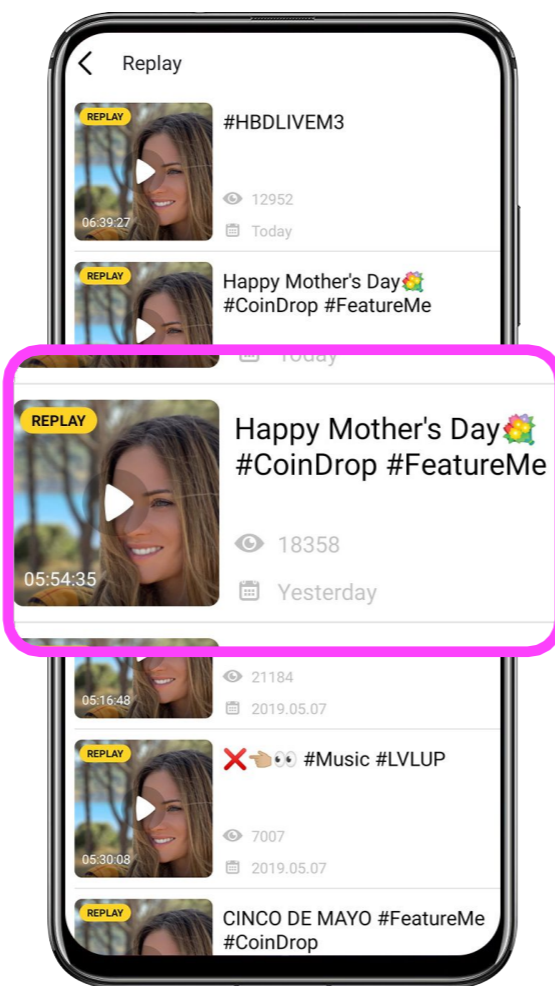 Replay
REPLAY
#HBDLIVEM3
12952
06:39:27
Today
REPLAY
Happy Mother's Day💐
#CoinDrop #FeatureMe
Today
REPLAY
Happy Mother's Day💐
#CoinDrop #FeatureMe
18358
05:54:35
Yesterday
21184
05:16:48
2019.05.07
REPLAY
❌👈🏼👀 #Music #LVLUP
7007
05:30:08
2019.05.07
REPLAY
CINCO DE MAYO #FeatureMe
#CoinDrop